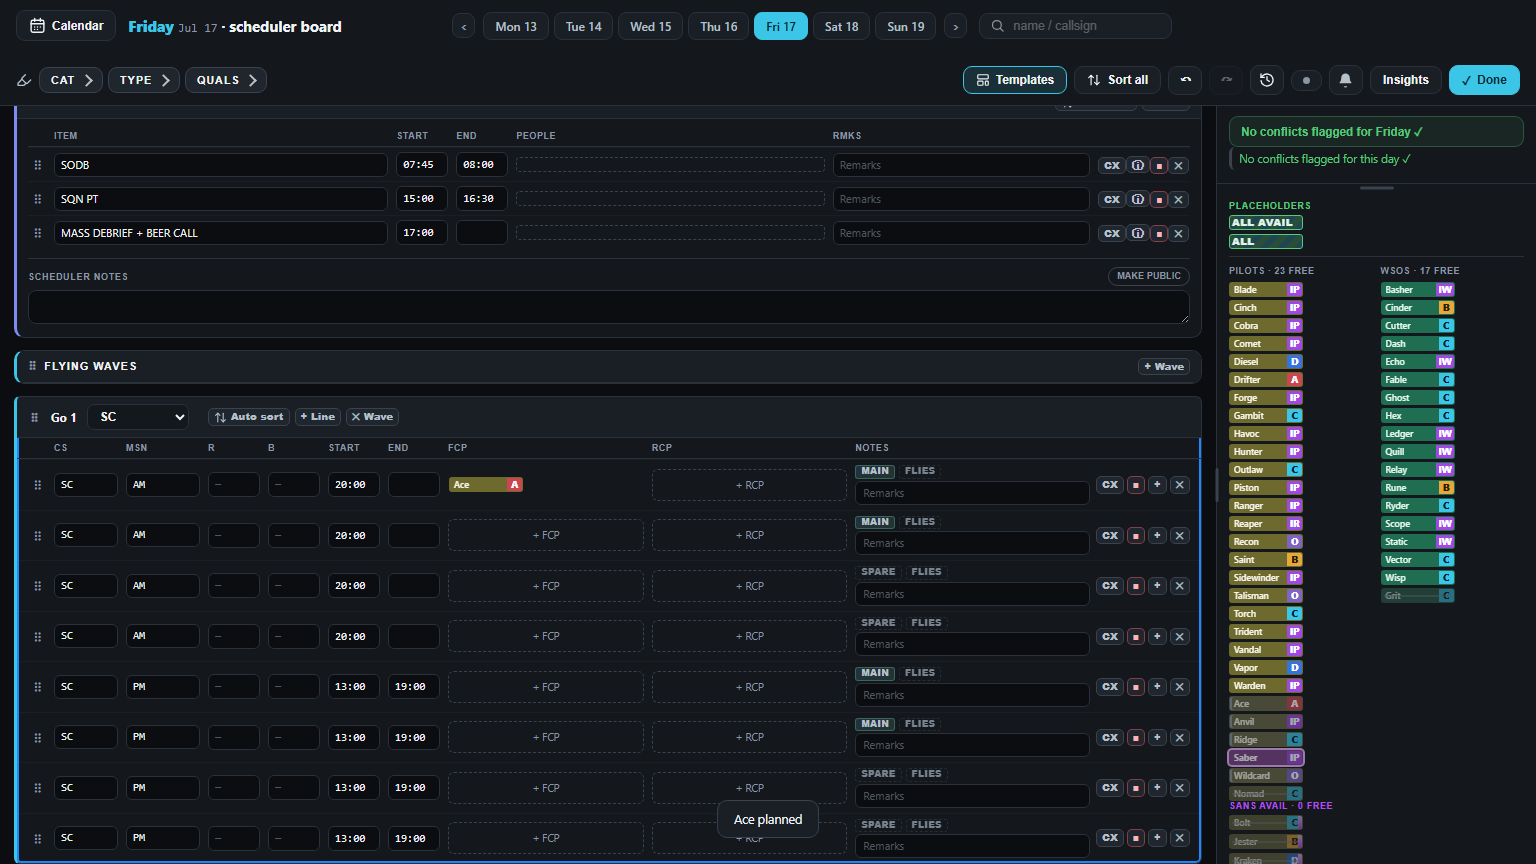 Calendar
Friday Jul 17 · scheduler board
‹ Mon 13 Tue 14 Wed 15 Thu 16 Fri 17 Sat 18 Sun 19 ›
name / callsign
CAT TYPE QUALS
Templates Sort all Insights ✓ Done
ITEM START END PEOPLE RMKS
SODB 07:45 08:00 Remarks CX
SQN PT 15:00 16:30 Remarks CX
MASS DEBRIEF + BEER CALL 17:00 Remarks CX
SCHEDULER NOTES MAKE PUBLIC
FLYING WAVES + Wave
Go 1 SC Auto sort + Line ✕ Wave
CS MSN R B START END FCP RCP NOTES
MAIN FLIES
SC AM – – 20:00 Ace A + RCP Remarks CX
MAIN FLIES
SC AM – – 20:00 + FCP + RCP Remarks CX
SPARE FLIES
SC AM – – 20:00 + FCP + RCP Remarks CX
SPARE FLIES
SC AM – – 20:00 + FCP + RCP Remarks CX
MAIN FLIES
SC PM – – 13:00 19:00 + FCP + RCP Remarks CX
MAIN FLIES
SC PM – – 13:00 19:00 + FCP + RCP Remarks CX
SPARE FLIES
SC PM – – 13:00 19:00 + FCP + RCP Remarks CX
SPARE FLIES
SC PM – – 13:00 19:00 + FCP + RCP Remarks CX
Ace planned
No conflicts flagged for Friday ✓
No conflicts flagged for this day ✓
PLACEHOLDERS
ALL AVAIL
ALL
PILOTS · 23 FREE
Blade IP
Cinch IP
Cobra IP
Comet IP
Diesel D
Drifter A
Forge IP
Gambit C
Havoc IP
Hunter IP
Outlaw C
Piston IP
Ranger IP
Reaper IR
Recon O
Saint B
Sidewinder IP
Talisman O
Torch C
Trident IP
Vandal IP
Vapor D
Warden IP
Ace A
Anvil IP
Ridge C
Saber IP
Wildcard O
Nomad C
WSOS · 17 FREE
Basher IW
Cinder B
Cutter C
Dash C
Echo IW
Fable C
Ghost C
Hex C
Ledger IW
Quill IW
Relay IW
Rune B
Ryder C
Scope IW
Static IW
Vector C
Wisp C
Grit C
SANS AVAIL · 0 FREE
Bolt C
Jester B
Kraken D